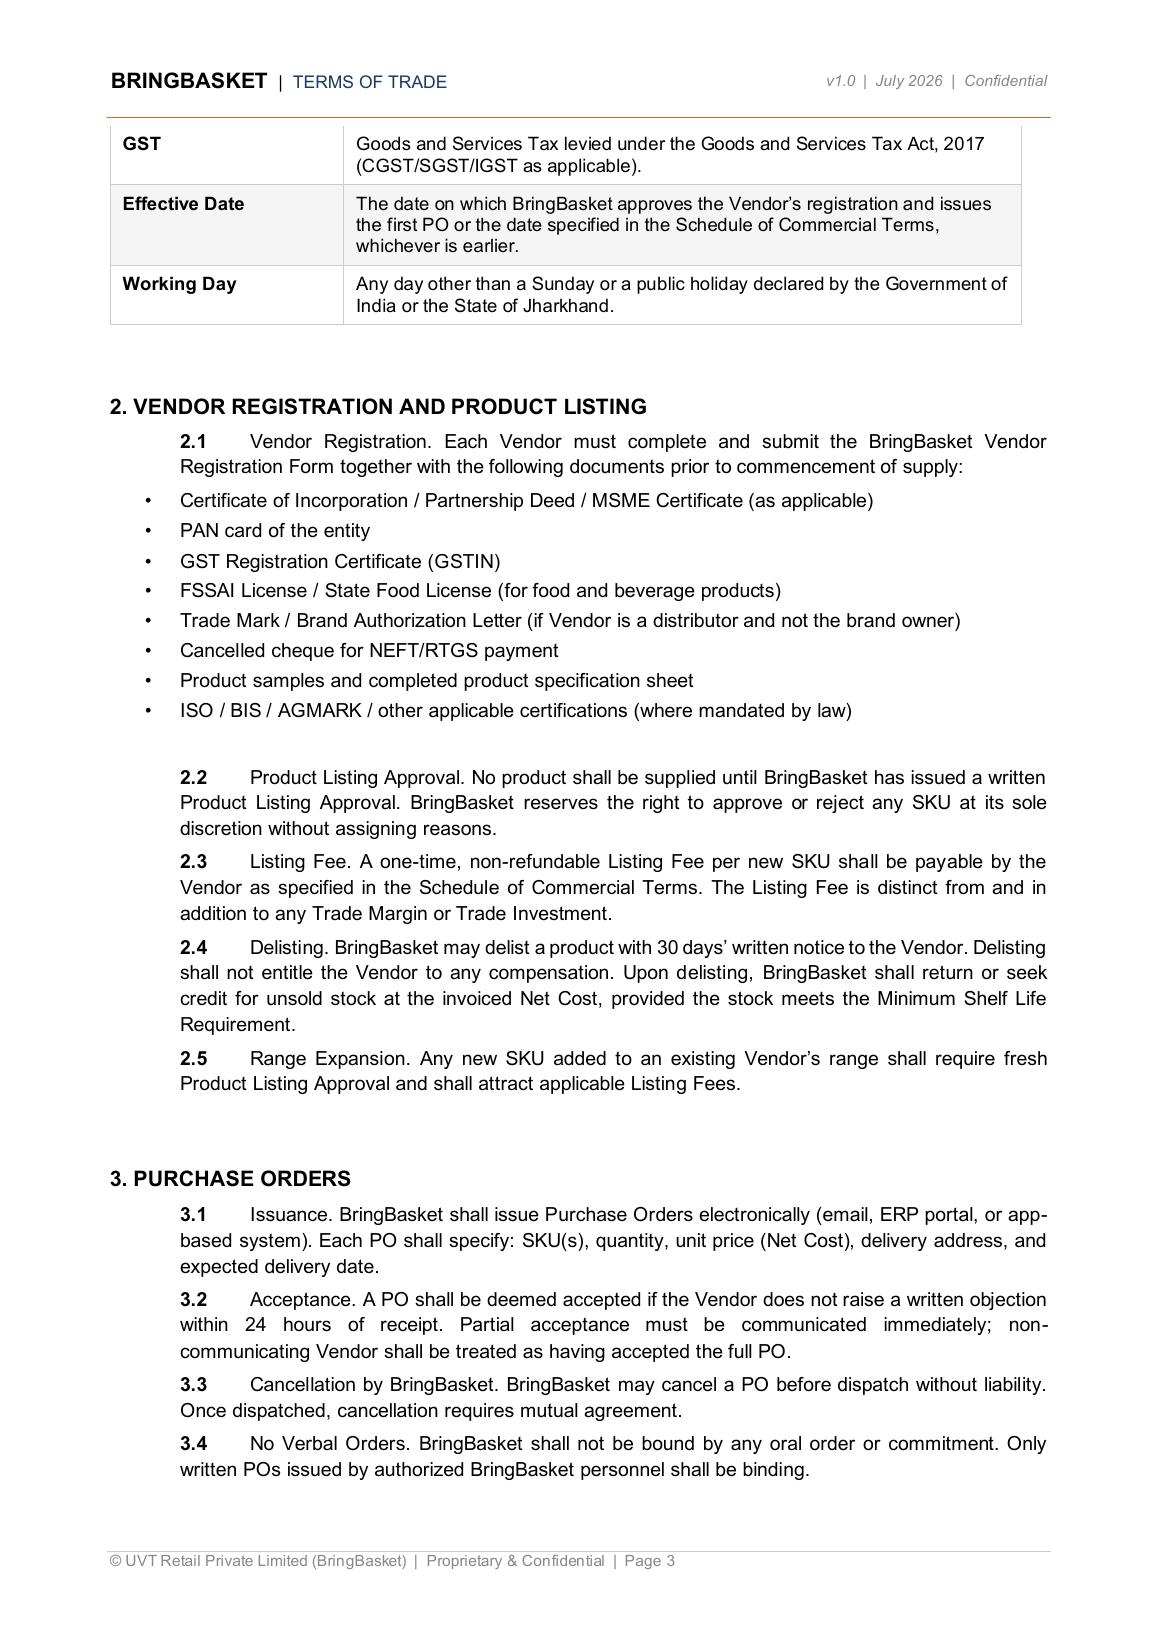 BRINGBASKET | TERMS OF TRADE
v1.0 | July 2026 | Confidential
GST
Goods and Services Tax levied under the Goods and Services Tax Act, 2017
(CGST/SGST/IGST as applicable).
Effective Date
The date on which BringBasket approves the Vendor’s registration and issues
the first PO or the date specified in the Schedule of Commercial Terms,
whichever is earlier.
Working Day
Any day other than a Sunday or a public holiday declared by the Government of
India or the State of Jharkhand.
2. VENDOR REGISTRATION AND PRODUCT LISTING
2.1 Vendor Registration. Each Vendor must complete and submit the BringBasket Vendor
Registration Form together with the following documents prior to commencement of supply:
• Certificate of Incorporation / Partnership Deed / MSME Certificate (as applicable)
• PAN card of the entity
• GST Registration Certificate (GSTIN)
• FSSAI License / State Food License (for food and beverage products)
• Trade Mark / Brand Authorization Letter (if Vendor is a distributor and not the brand owner)
• Cancelled cheque for NEFT/RTGS payment
• Product samples and completed product specification sheet
• ISO / BIS / AGMARK / other applicable certifications (where mandated by law)
2.2 Product Listing Approval. No product shall be supplied until BringBasket has issued a written
Product Listing Approval. BringBasket reserves the right to approve or reject any SKU at its sole
discretion without assigning reasons.
2.3 Listing Fee. A one-time, non-refundable Listing Fee per new SKU shall be payable by the
Vendor as specified in the Schedule of Commercial Terms. The Listing Fee is distinct from and in
addition to any Trade Margin or Trade Investment.
2.4 Delisting. BringBasket may delist a product with 30 days’ written notice to the Vendor. Delisting
shall not entitle the Vendor to any compensation. Upon delisting, BringBasket shall return or seek
credit for unsold stock at the invoiced Net Cost, provided the stock meets the Minimum Shelf Life
Requirement.
2.5 Range Expansion. Any new SKU added to an existing Vendor’s range shall require fresh
Product Listing Approval and shall attract applicable Listing Fees.
3. PURCHASE ORDERS
3.1 Issuance. BringBasket shall issue Purchase Orders electronically (email, ERP portal, or app-
based system). Each PO shall specify: SKU(s), quantity, unit price (Net Cost), delivery address, and
expected delivery date.
3.2 Acceptance. A PO shall be deemed accepted if the Vendor does not raise a written objection
within 24 hours of receipt. Partial acceptance must be communicated immediately; non-
communicating Vendor shall be treated as having accepted the full PO.
3.3 Cancellation by BringBasket. BringBasket may cancel a PO before dispatch without liability.
Once dispatched, cancellation requires mutual agreement.
3.4 No Verbal Orders. BringBasket shall not be bound by any oral order or commitment. Only
written POs issued by authorized BringBasket personnel shall be binding.
© UVT Retail Private Limited (BringBasket) | Proprietary & Confidential | Page 3